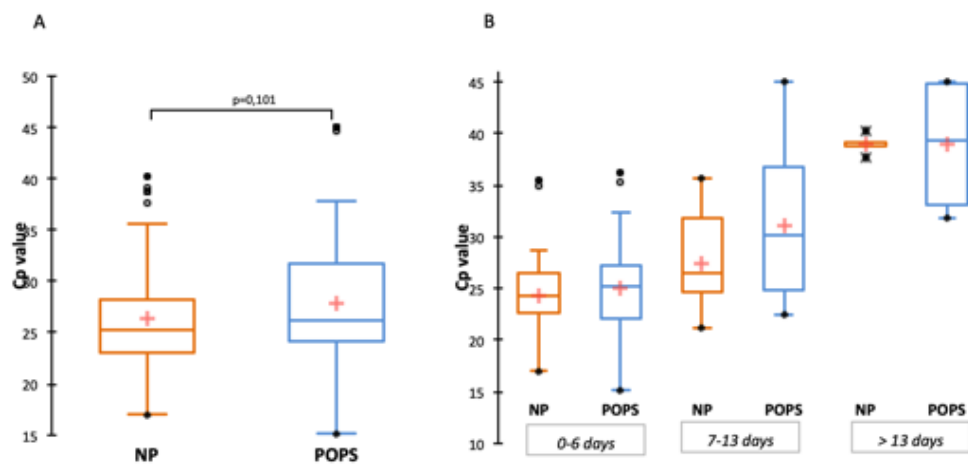 A
50
45
40
35
30
25
20
15
Cp value
p=0,101
NP POPS
B
45
40
35
30
25
20
15
10
Cp value
NP POPS NP POPS NP POPS
0-6 days 7-13 days > 13 days